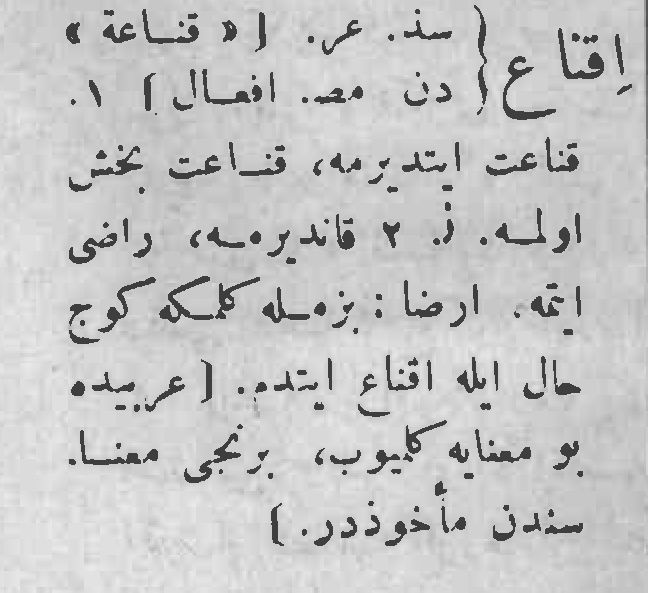 اِقناع } سذ. عر. [ « قناعة »
دن مصـ. افعال ] ١.
قناعت ایتدیرمه، قناعت بخش
اولمه. ﻧ. ٢ قاندیرمه، راضی
ایتمه. ارضا : بزمله کلمکه کوج
حال ایله اقناع ایتدم. [ عربیده
بو معنایه کلیوب، برنجی معنا.
سندن مأخوذدر. ]